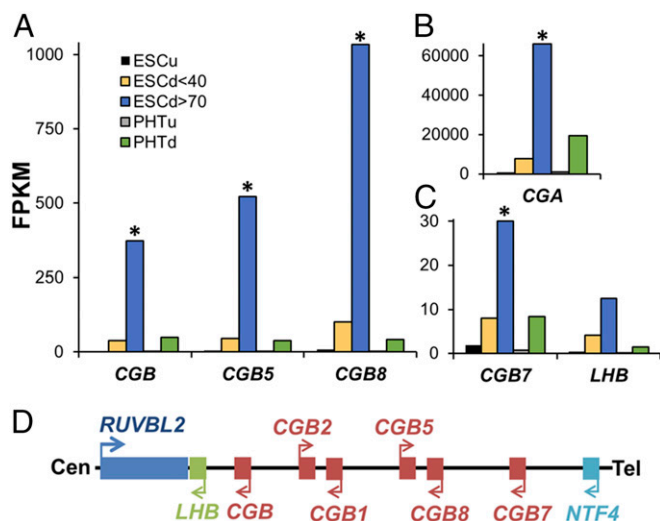 A
FPKM
1000
750
500
250
0
ESCu
ESCd<40
ESCd>70
PHTu
PHTd
*
*
*
CGB CGB5 CGB8
B
60000
40000
20000
0
*
CGA
C
30
20
10
0
*
CGB7 LHB
D
RUVBL2 CGB2 CGB5
Cen Tel
LHB CGB CGB1 CGB8 CGB7 NTF4